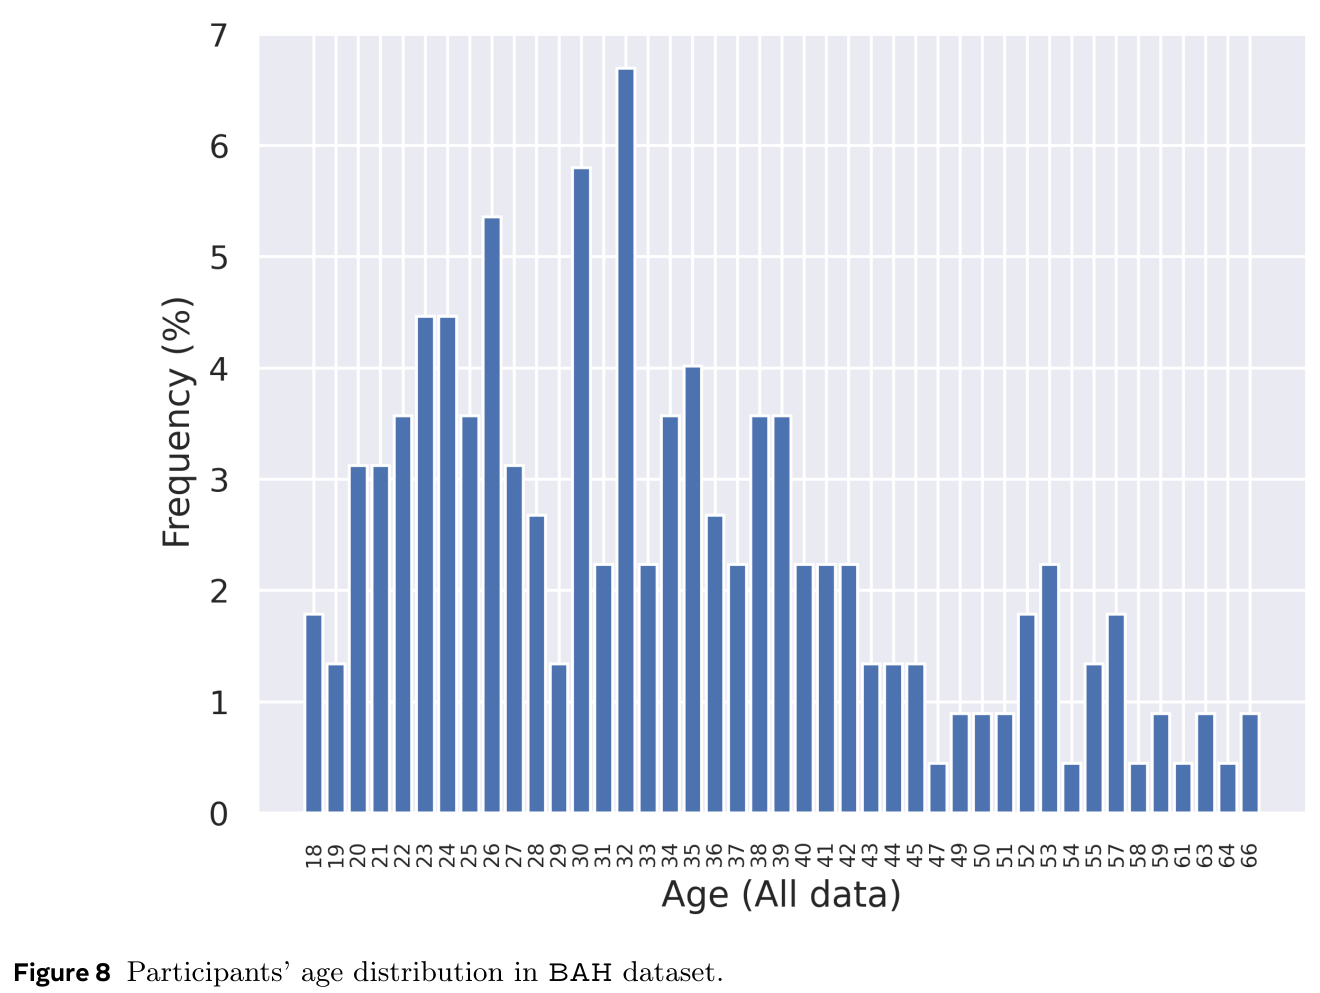 7
6
5
4
3
2
1
0
Frequency (%)
18 19 20 21 22 23 24 25 26 27 28 29 30 31 32 33 34 35 36 37 38 39 40 41 42 43 44 45 47 49 50 51 52 53 54 55 57 58 59 61 63 64 66
Age (All data)
Figure 8 Participants’ age distribution in BAH dataset.